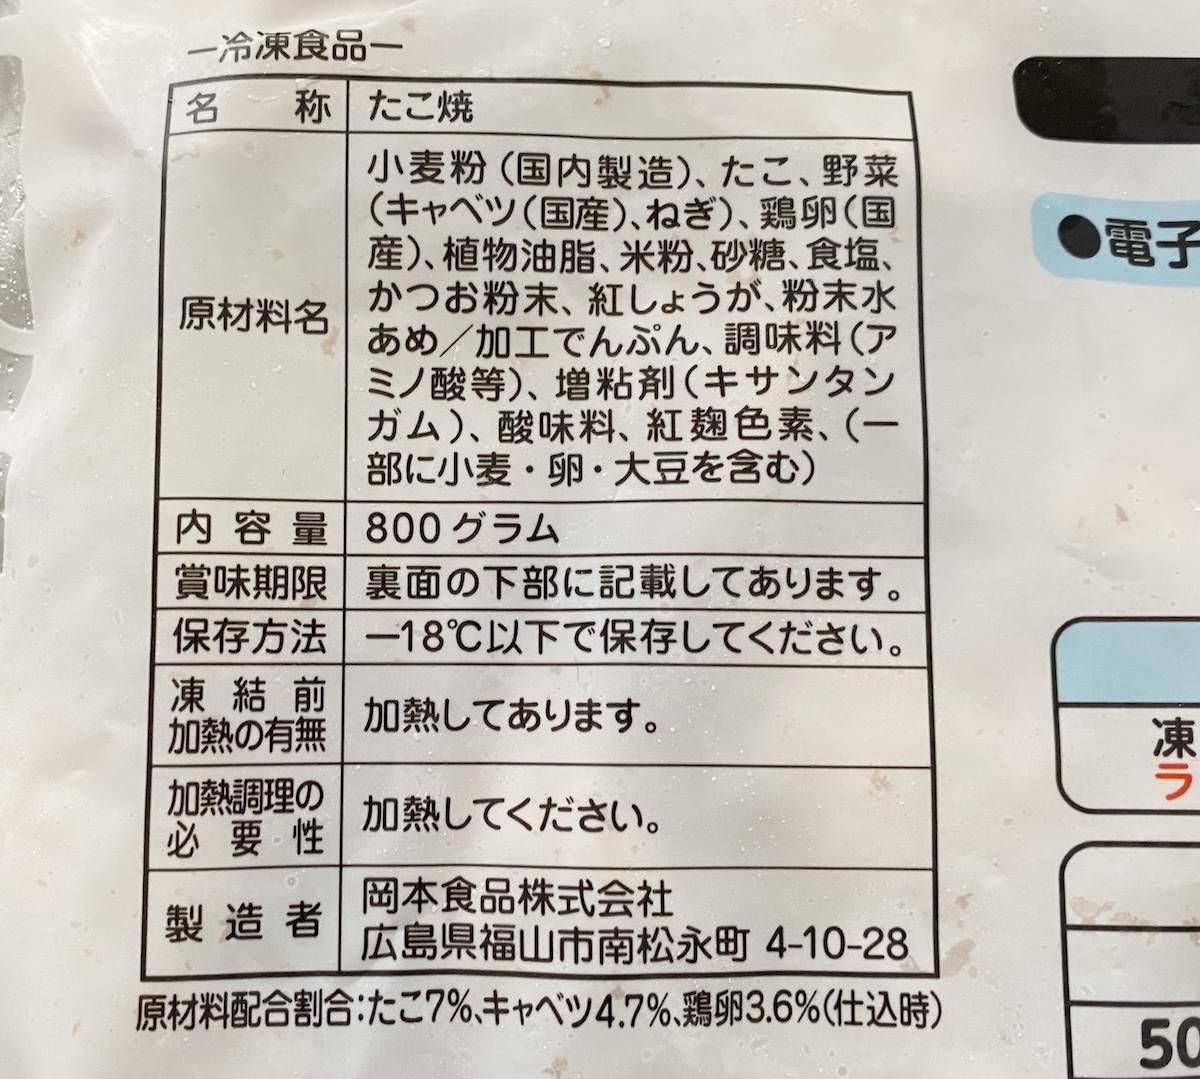 ー冷凍食品ー
名称 たこ焼
原材料名
小麦粉(国内製造)、たこ、野菜
(キャベツ(国産)、ねぎ)、鶏卵(国
産)、植物油脂、米粉、砂糖、食塩、
かつお粉末、紅しょうが、粉末水
あめ/加工でんぷん、調味料(ア
ミノ酸等)、増粘剤(キサンタン
ガム)、酸味料、紅麹色素、(一
部に小麦・卵・大豆を含む)
内容量 800グラム
賞味期限 裏面の下部に記載してあります。
保存方法 −18℃以下で保存してください。
凍結前
加熱の有無
加熱してあります。
加熱調理の
必要性
加熱してください。
製造者
岡本食品株式会社
広島県福山市南松永町 4-10-28
原材料配合割合:たこ7%、キャベツ4.7%、鶏卵3.6%(仕込時)
●電子
凍
ラ
50